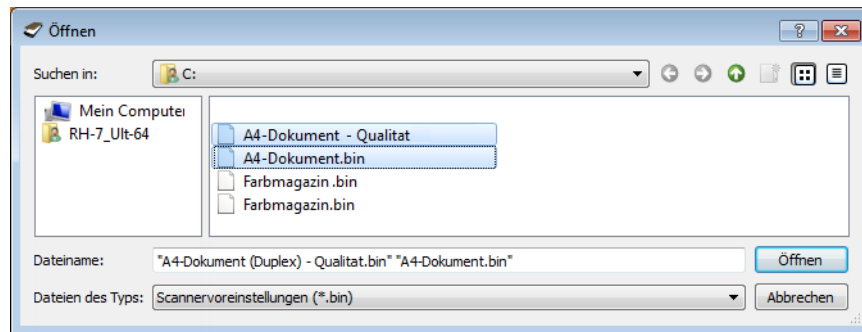 Öffnen
Suchen in:
C:
Mein Computer
RH-7_Ult-64
A4-Dokument - Qualitat
A4-Dokument.bin
Farbmagazin .bin
Farbmagazin.bin
Dateiname:
"A4-Dokument (Duplex) - Qualitat.bin" "A4-Dokument.bin"
Öffnen
Dateien des Typs:
Scannervoreinstellungen (*.bin)
Abbrechen